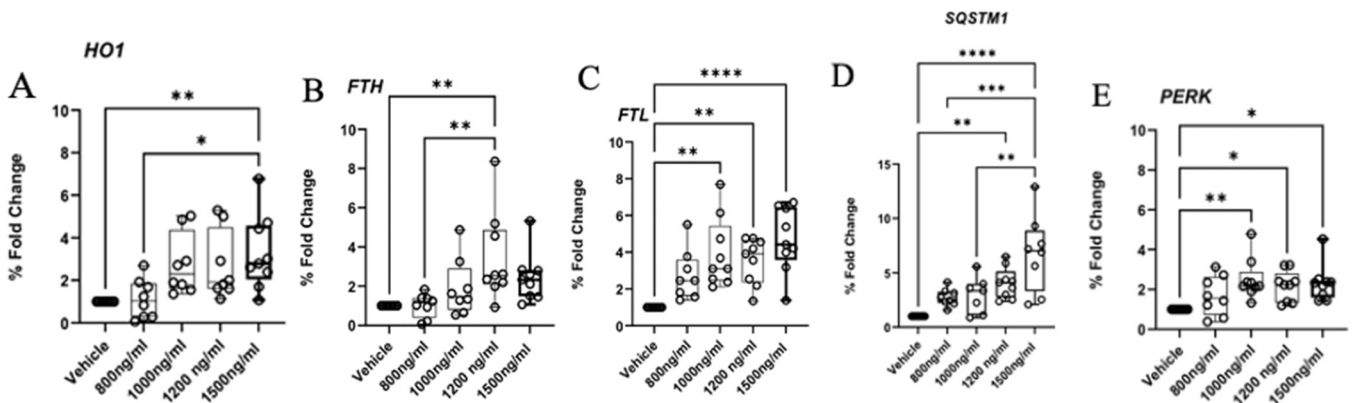 HO1
A
**
*
% Fold Change
10
8
6
4
2
0
Vehicle
800ng/ml
1000ng/ml
1200 ng/ml
1500ng/ml
B
FTH
**
**
% Fold Change
10
8
6
4
2
0
Vehicle
800ng/ml
1000ng/ml
1200 ng/ml
1500ng/ml
C
FTL
****
**
**
% Fold Change
10
8
6
4
2
0
Vehicle
800ng/ml
1000ng/ml
1200 ng/ml
1500ng/ml
SQSTM1
D
****
***
**
**
% Fold Change
15
10
5
0
Vehicle
800ng/ml
1000ng/ml
1200 ng/ml
1500ng/ml
E
PERK
*
*
**
% Fold Change
10
8
6
4
2
0
Vehicle
800ng/ml
1000ng/ml
1200 ng/ml
1500ng/ml